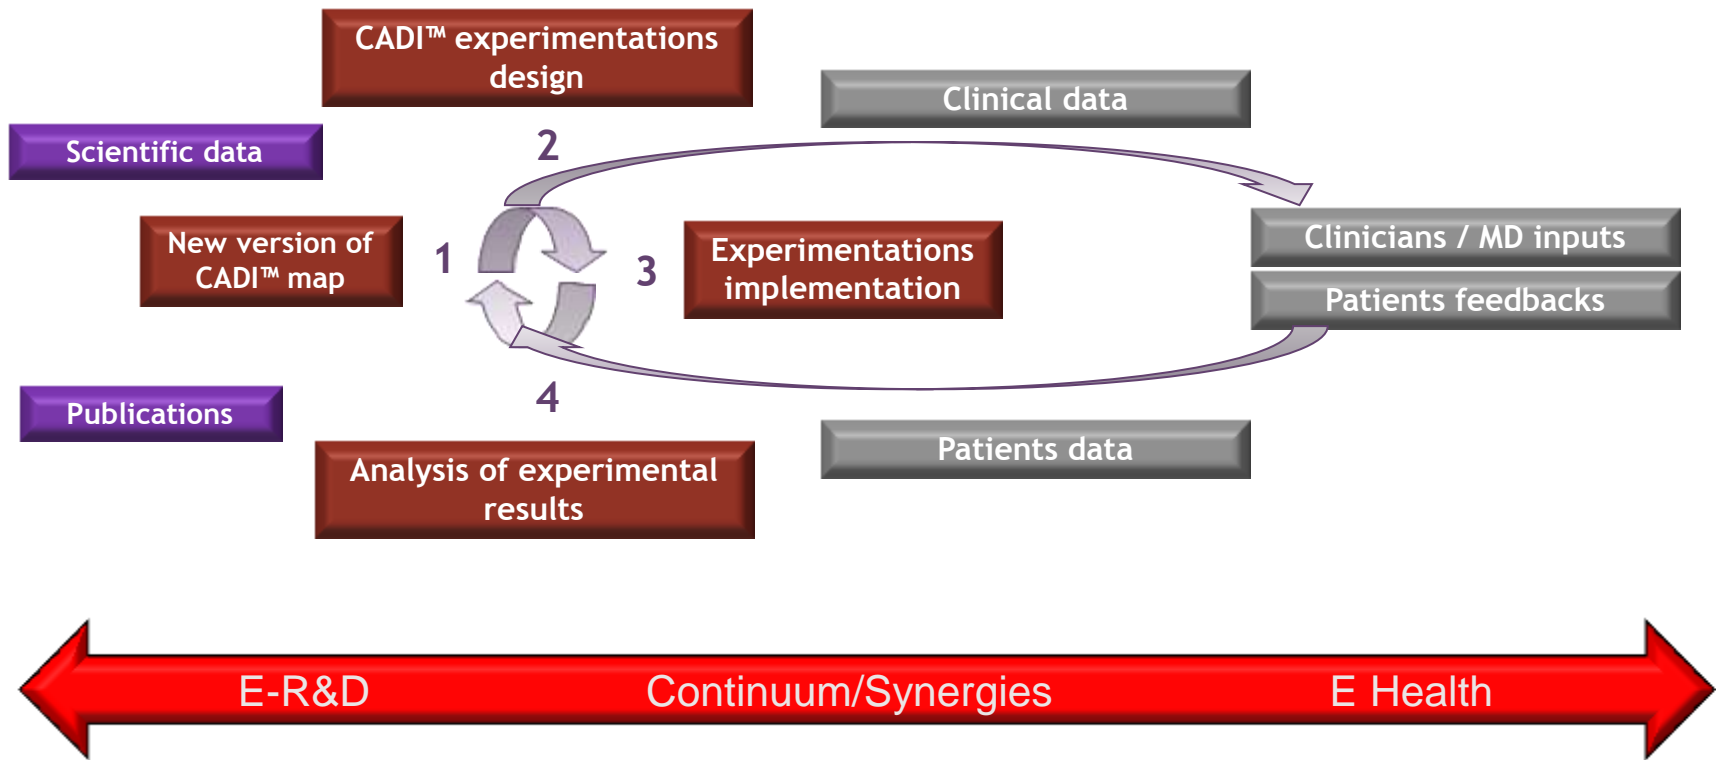 CADI™ experimentations
design
Clinical data
Scientific data
2
New version of
CADI™ map
1
3
Experimentations
implementation
Clinicians / MD inputs
Patients feedbacks
Publications
4
Patients data
Analysis of experimental
results
E-R&D
Continuum/Synergies
E Health